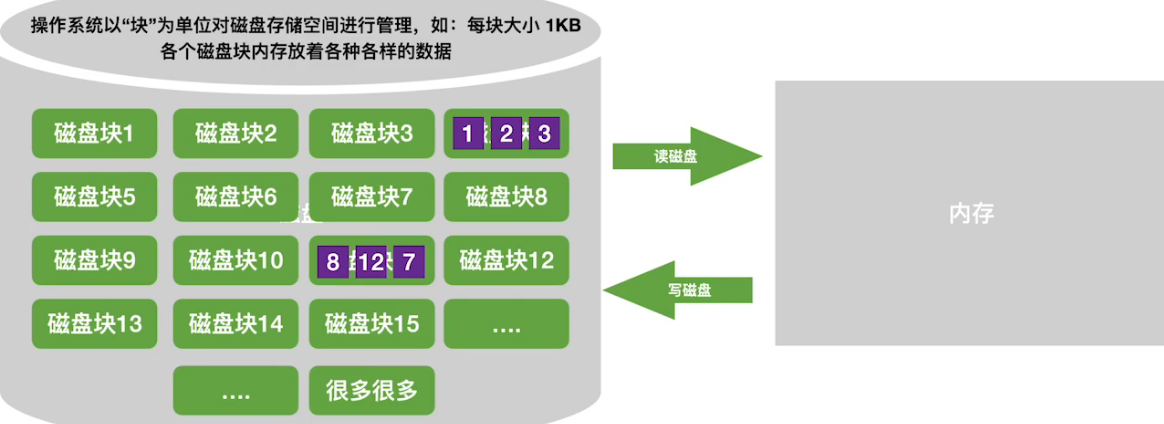 操作系统以“块”为单位对磁盘存储空间进行管理，如：每块大小 1KB
各个磁盘块内存放着各种各样的数据
磁盘块1
磁盘块2
磁盘块3
1 2 3
读磁盘
磁盘块5
磁盘块6
磁盘块7
磁盘块8
内存
磁盘块9
磁盘块10
8 12 7
磁盘块12
写磁盘
磁盘块13
磁盘块14
磁盘块15
....
....
很多很多